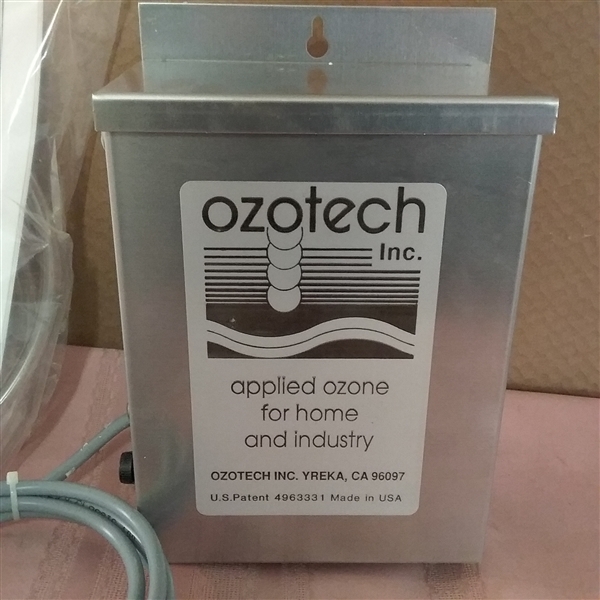 ozotech
Inc.
applied ozone
for home
and industry
OZOTECH INC. YREKA, CA 96097
U.S.Patent 4963331 Made in USA